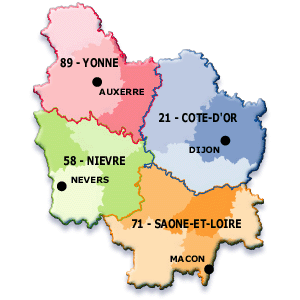 89 - YONNE
AUXERRE
21 - COTE-D'OR
DIJON
58 - NIEVRE
NEVERS
71 - SAONE-ET-LOIRE
MACON